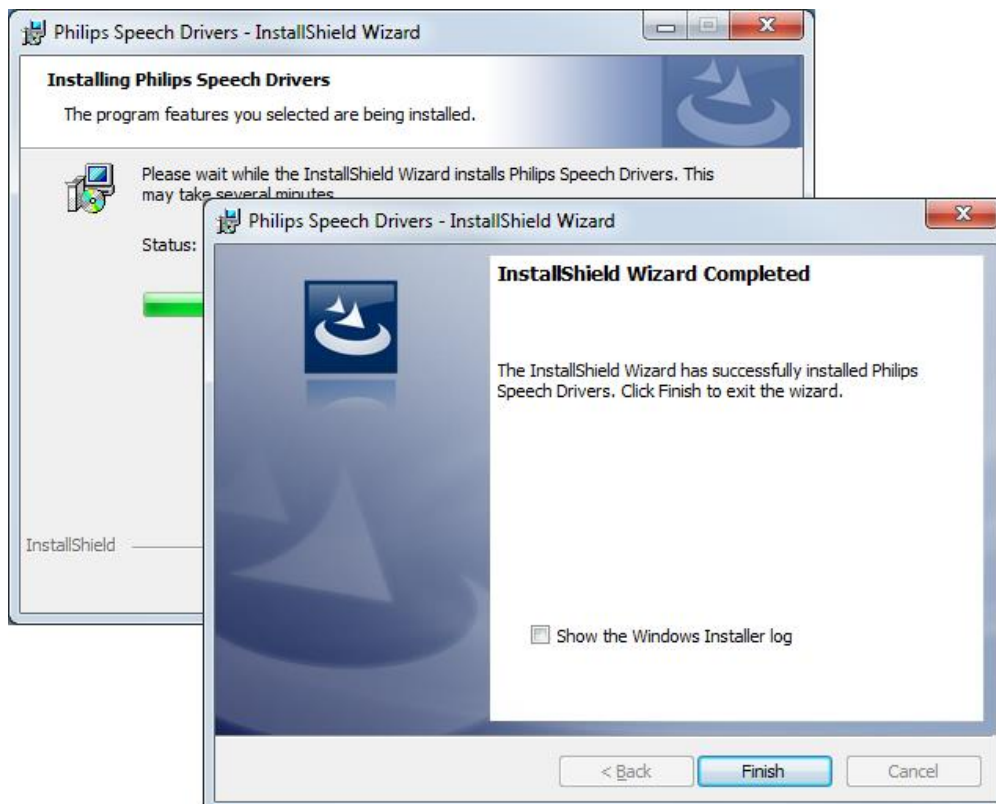 Philips Speech Drivers - InstallShield Wizard
Installing Philips Speech Drivers
The program features you selected are being installed.
Please wait while the InstallShield Wizard installs Philips Speech Drivers. This
may take several minutes.
Status:
InstallShield
Philips Speech Drivers - InstallShield Wizard
InstallShield Wizard Completed
The InstallShield Wizard has successfully installed Philips
Speech Drivers. Click Finish to exit the wizard.
Show the Windows Installer log
< Back
Finish
Cancel